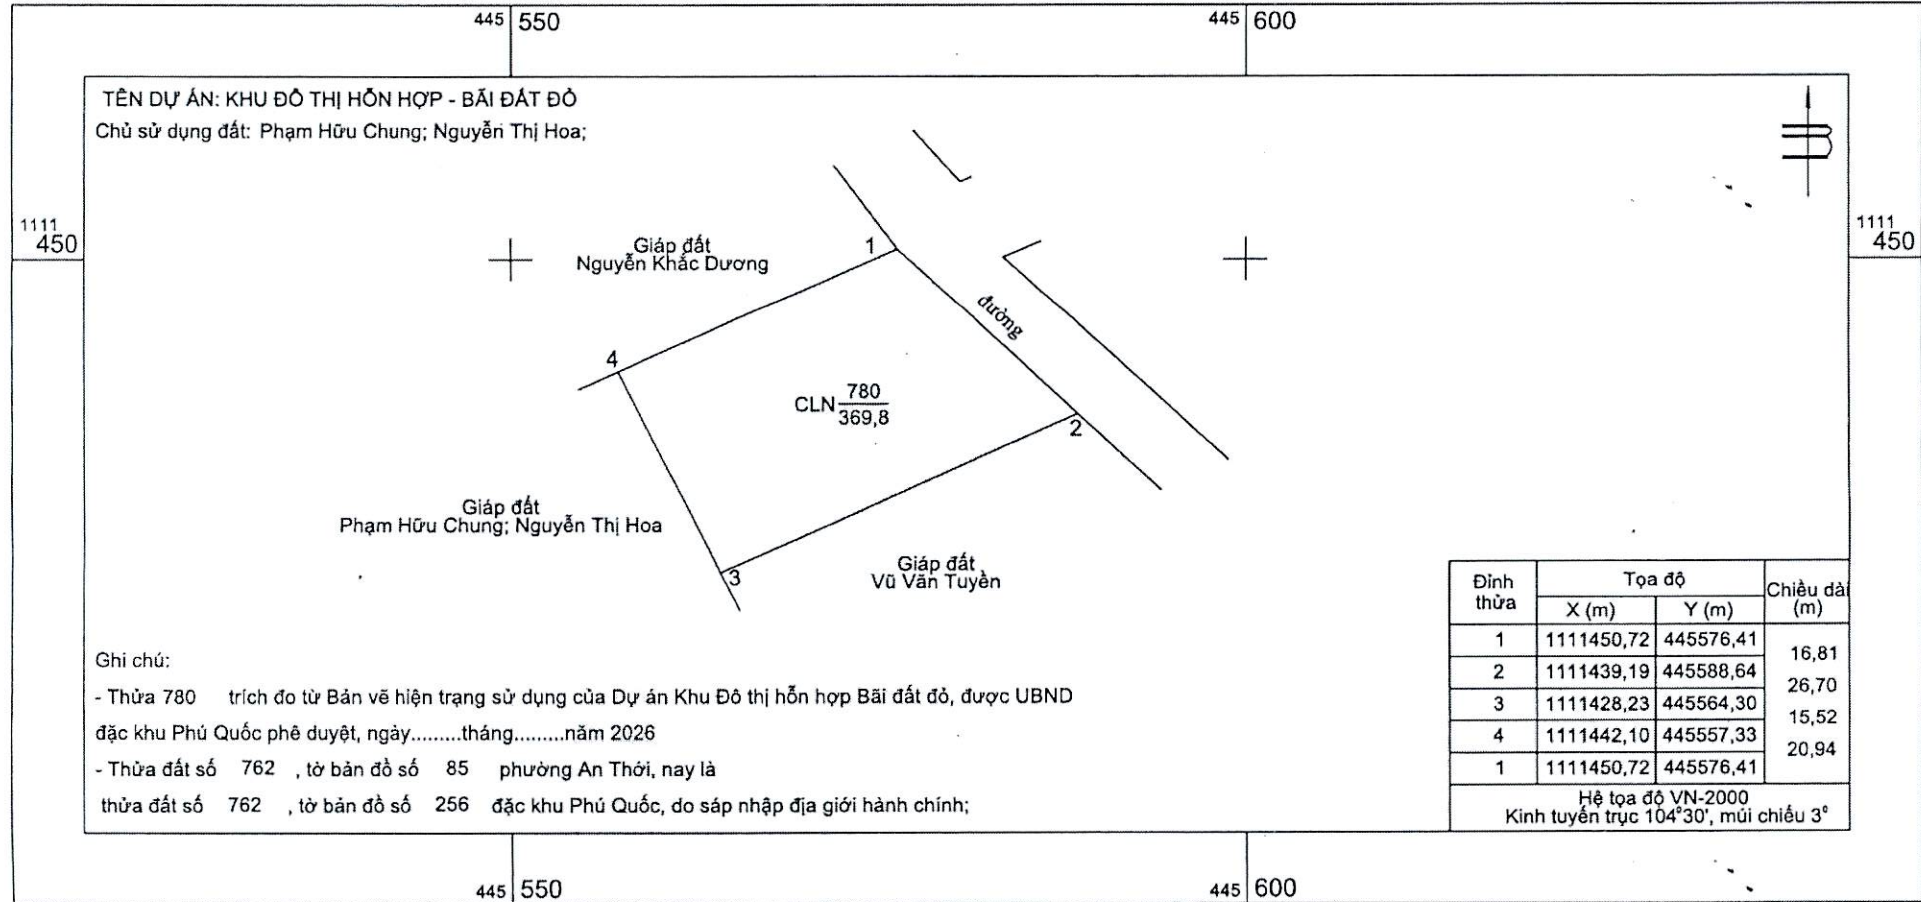 445 550
445 600
TÊN DỰ ÁN: KHU ĐÔ THỊ HỖN HỢP - BÃI ĐẤT ĐỎ
Chủ sử dụng đất: Phạm Hữu Chung; Nguyễn Thị Hoa;
1111
450
1111
450
Giáp đất
Nguyễn Khắc Dương
1
đường
4
CLN 780
369,8
2
Giáp đất
Phạm Hữu Chung; Nguyễn Thị Hoa
3
Giáp đất
Vũ Văn Tuyền
Đỉnh thửa Tọa độ Chiều dài (m)
X (m) Y (m)
1 1111450,72 445576,41
16,81
2 1111439,19 445588,64
26,70
3 1111428,23 445564,30
15,52
4 1111442,10 445557,33
20,94
1 1111450,72 445576,41
Hệ tọa độ VN-2000
Kinh tuyến trục 104°30', múi chiếu 3°
Ghi chú:
- Thửa 780 trích đo từ Bản vẽ hiện trạng sử dụng của Dự án Khu Đô thị hỗn hợp Bãi đất đỏ, được UBND
đặc khu Phú Quốc phê duyệt, ngày.........tháng.........năm 2026
- Thửa đất số 762 , tờ bản đồ số 85 phường An Thới, nay là
thửa đất số 762 , tờ bản đồ số 256 đặc khu Phú Quốc, do sáp nhập địa giới hành chính;
445 550
445 600